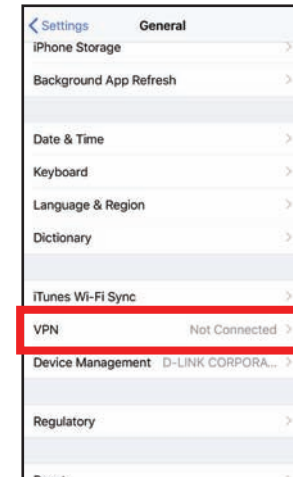 Settings General
iPhone Storage
Background App Refresh
Date & Time
Keyboard
Language & Region
Dictionary
iTunes Wi-Fi Sync
VPN Not Connected
Device Management D-LINK CORPORA...
Regulatory